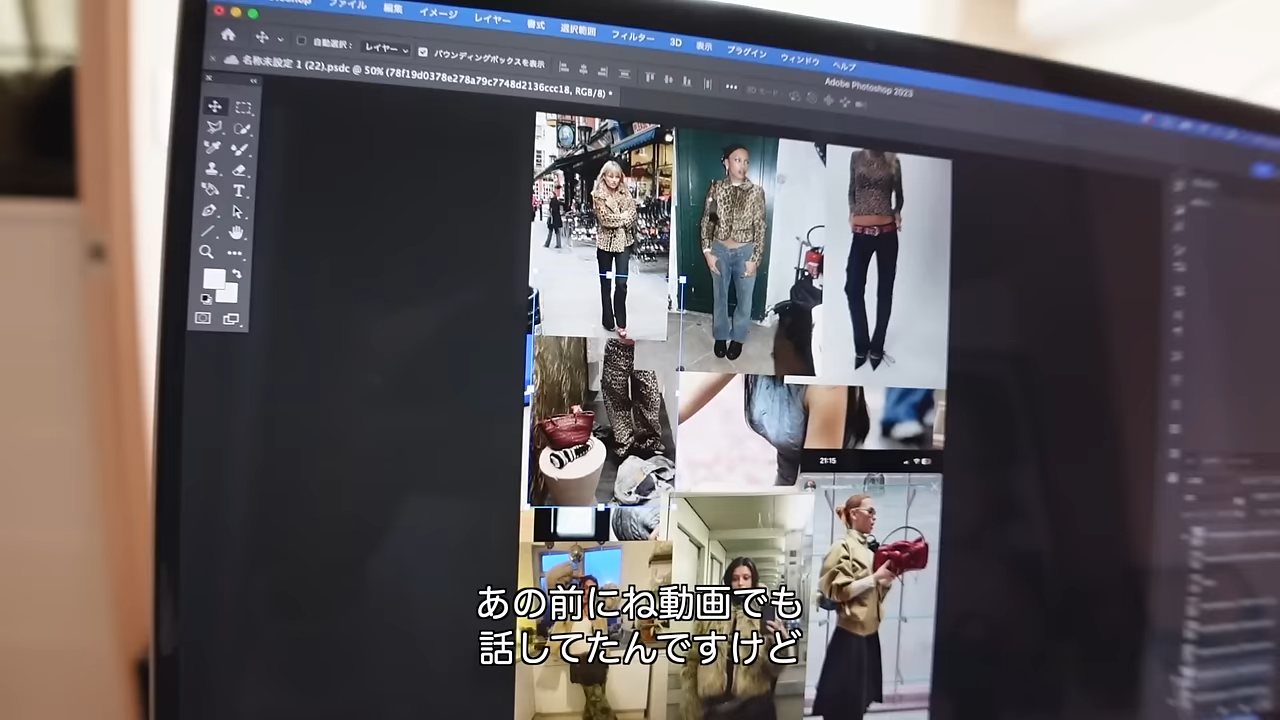 ファイル 編集 イメージ レイヤー 書式 選択範囲 フィルター 3D 表示 プラグイン ウィンドウ ヘルプ
自動選択： レイヤー バウンディングボックスを表示
Adobe Photoshop 2023
名称未設定 1 (22).psdc @ 50% (78f19d0378e278a79c7748d2136ccc18, RGB/8) *
21:15
あの前にね動画でも
話してたんですけど